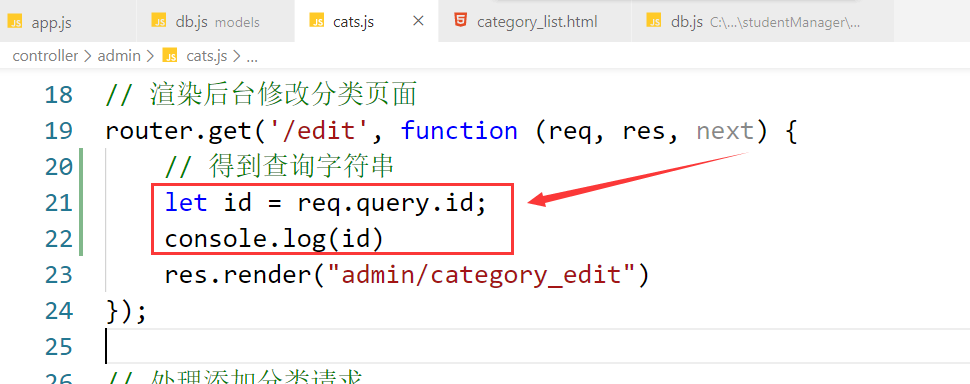 JS app.js JS db.js models JS cats.js × 5 category_list.html JS db.js C:\...\studentManager\...
controller > admin > JS cats.js > ...
18 // 渲染后台修改分类页面
19 router.get('/edit', function (req, res, next) {
20 // 得到查询字符串
21 let id = req.query.id;
22 console.log(id)
23 res.render("admin/category_edit")
24 });
25
26 // 处理添加分类请求